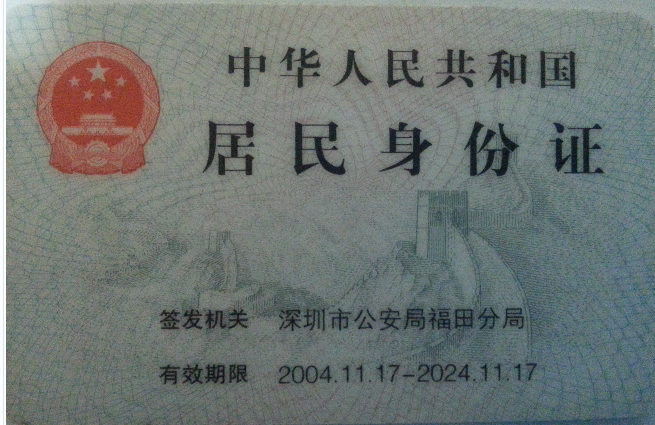 中华人民共和国
居民身份证
签发机关 深圳市公安局福田分局
有效期限 2004.11.17-2024.11.17